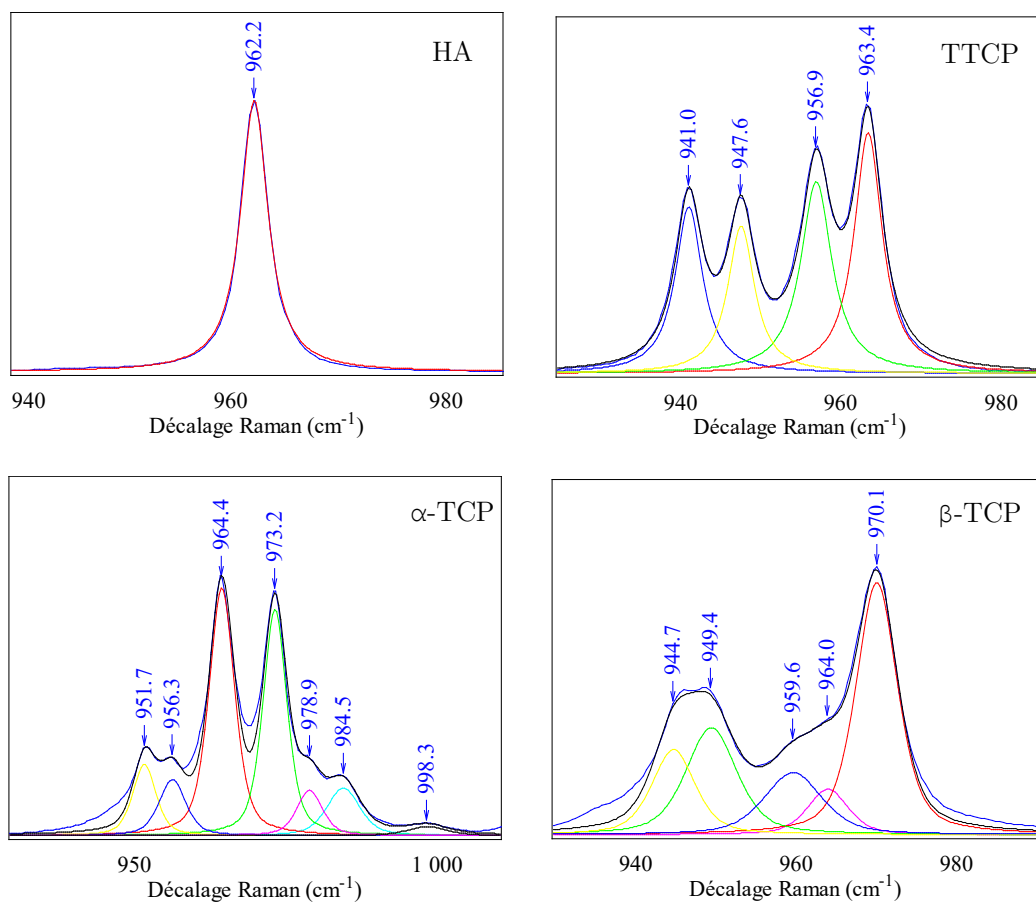 HA
962.2
940 960 980
Décalage Raman (cm-1)
TTCP
941.0
947.6
956.9
963.4
940 960 980
Décalage Raman (cm-1)
α-TCP
951.7
956.3
964.4
973.2
978.9
984.5
998.3
950 1 000
Décalage Raman (cm-1)
β-TCP
944.7
949.4
959.6
964.0
970.1
940 960 980
Décalage Raman (cm-1)